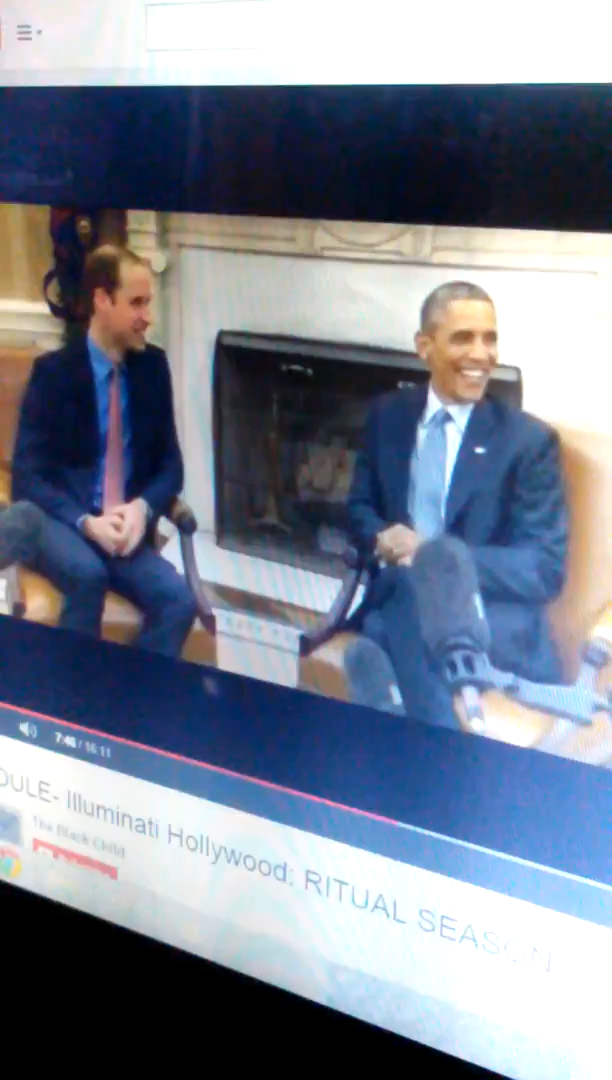 7:46 / 16:11
DULE- Illuminati Hollywood: RITUAL SEASON
The Black Child